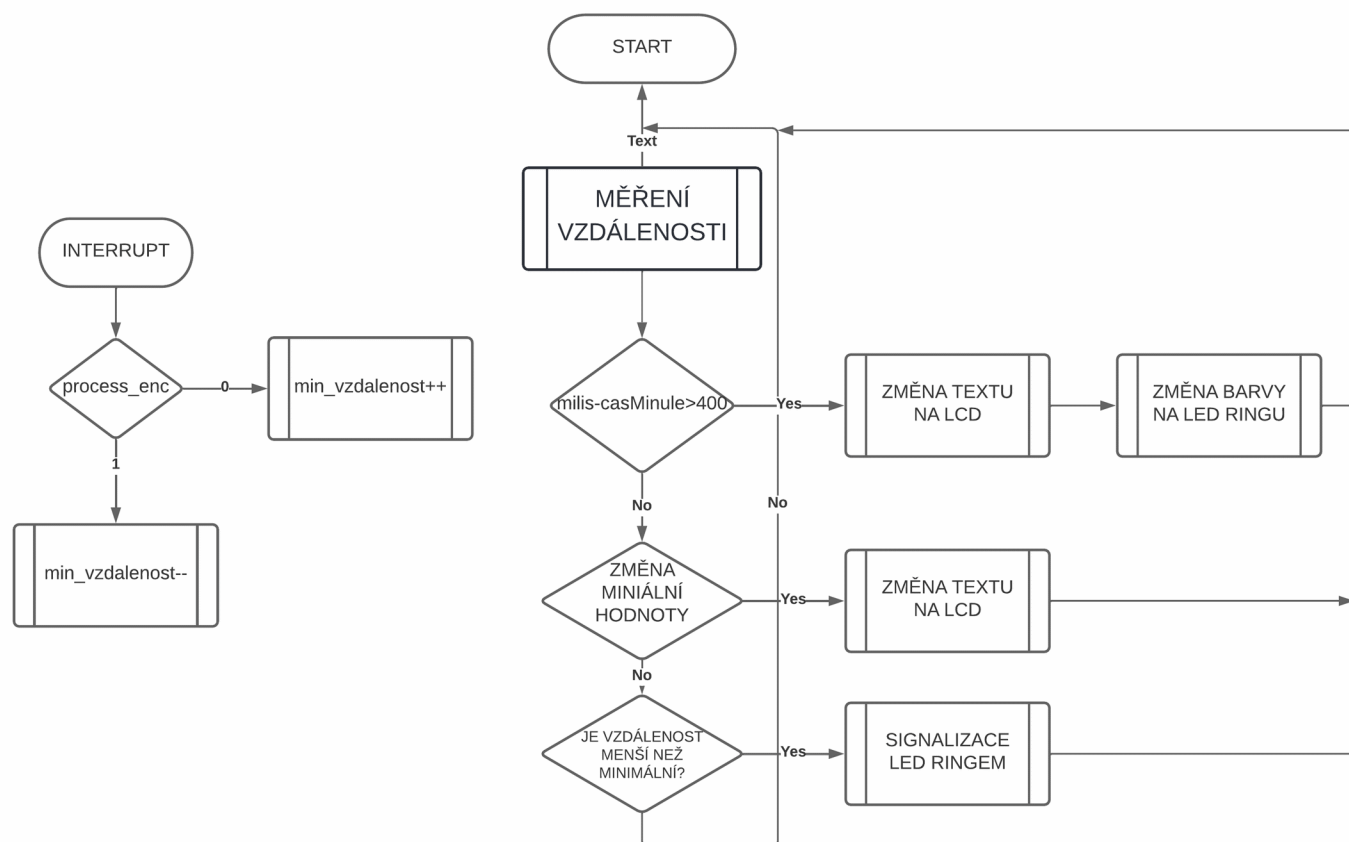 START
Text
MĚŘENÍ
VZDÁLENOSTI
INTERRUPT
process_enc
0
min_vzdalenost++
1
min_vzdalenost--
milis-casMinule>400
Yes
ZMĚNA TEXTU
NA LCD
ZMĚNA BARVY
NA LED RINGU
No
No
ZMĚNA
MINIÁLNÍ
HODNOTY
Yes
ZMĚNA TEXTU
NA LCD
No
JE VZDÁLENOST
MENŠÍ NEŽ
MINIMÁLNÍ?
Yes
SIGNALIZACE
LED RINGEM